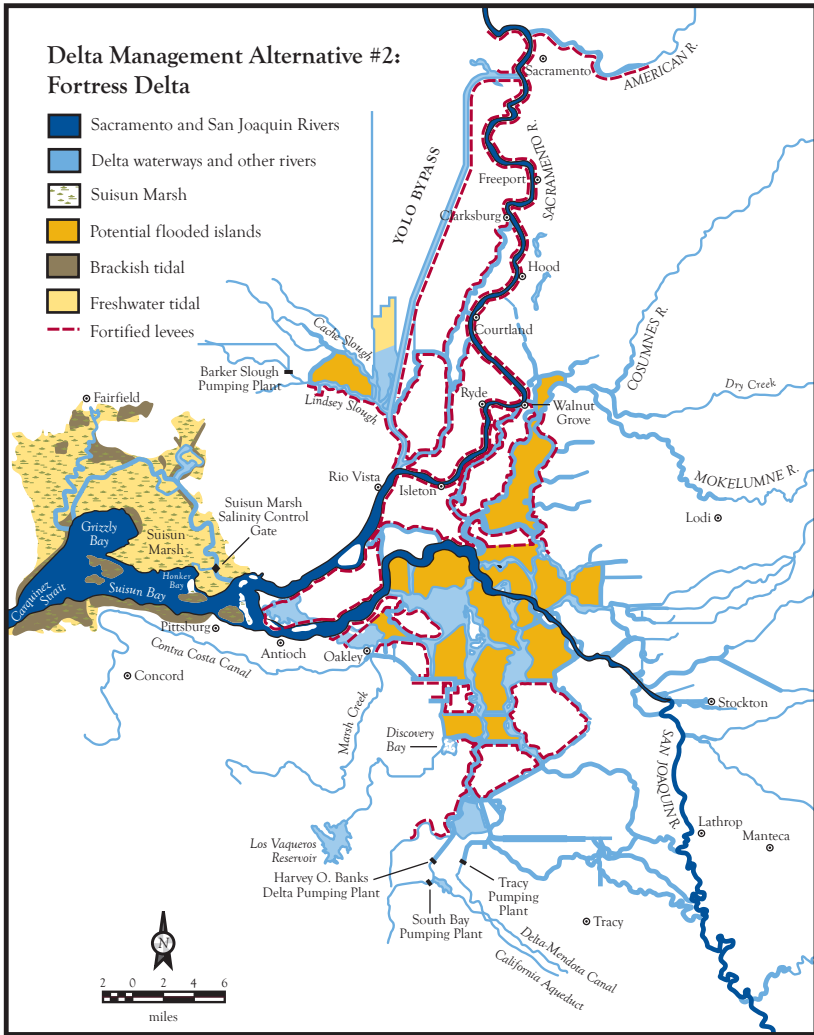 Delta Management Alternative #2:
Fortress Delta
Sacramento and San Joaquin Rivers
Delta waterways and other rivers
Suisun Marsh
Potential flooded islands
Brackish tidal
Freshwater tidal
Fortified levees
Sacramento
AMERICAN R.
YOLO BYPASS
SACRAMENTO R.
Freeport
Clarksburg
Hood
Courtland
Cache Slough
COSUMNES R.
Barker Slough
Pumping Plant
Lindsey Slough
Dry Creek
Fairfield
Ryde
Walnut
Grove
MOKELUMNE R.
Rio Vista
Isleton
Lodi
Suisun Marsh
Salinity Control
Gate
Grizzly
Bay
Suisun
Marsh
Honker
Bay
Suisun Bay
Carquinez
Strait
Pittsburg
Antioch
Oakley
Contra Costa Canal
Concord
Stockton
Marsh Creek
Discovery
Bay
SAN JOAQUIN R.
Lathrop
Manteca
Los Vaqueros
Reservoir
Harvey O. Banks
Delta Pumping Plant
Tracy
Pumping
Plant
South Bay
Pumping Plant
Tracy
Delta-Mendota Canal
California Aqueduct
N
2 0 2 4 6
miles